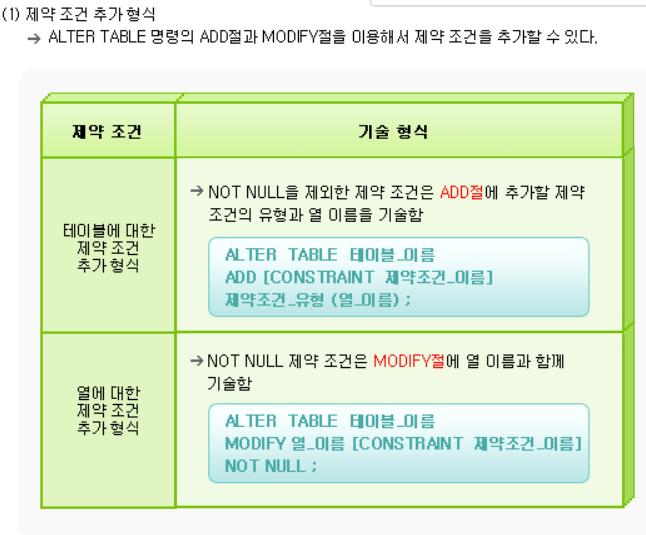 (1) 제약 조건 추가 형식
→ ALTER TABLE 명령의 ADD절과 MODIFY절을 이용해서 제약 조건을 추가할 수 있다.
제약 조건
기술 형식
테이블에 대한
제약 조건
추가 형식
→ NOT NULL을 제외한 제약 조건은 ADD절에 추가할 제약
조건의 유형과 열 이름을 기술함
ALTER TABLE 테이블_이름
ADD [CONSTRAINT 제약조건_이름]
제약조건_유형 (열_이름) ;
열에 대한
제약 조건
추가 형식
→ NOT NULL 제약 조건은 MODIFY절에 열 이름과 함께
기술함
ALTER TABLE 테이블_이름
MODIFY 열_이름 [CONSTRAINT 제약조건_이름]
NOT NULL ;